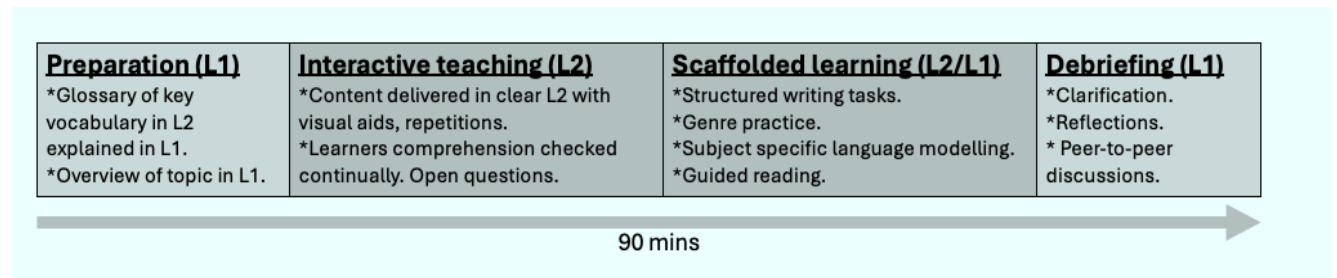 Preparation (L1)
*Glossary of key
vocabulary in L2
explained in L1.
*Overview of topic in L1.
Interactive teaching (L2)
*Content delivered in clear L2 with
visual aids, repetitions.
*Learners comprehension checked
continually. Open questions.
Scaffolded learning (L2/L1)
*Structured writing tasks.
*Genre practice.
*Subject specific language modelling.
*Guided reading.
Debriefing (L1)
*Clarification.
*Reflections.
* Peer-to-peer
discussions.
90 mins